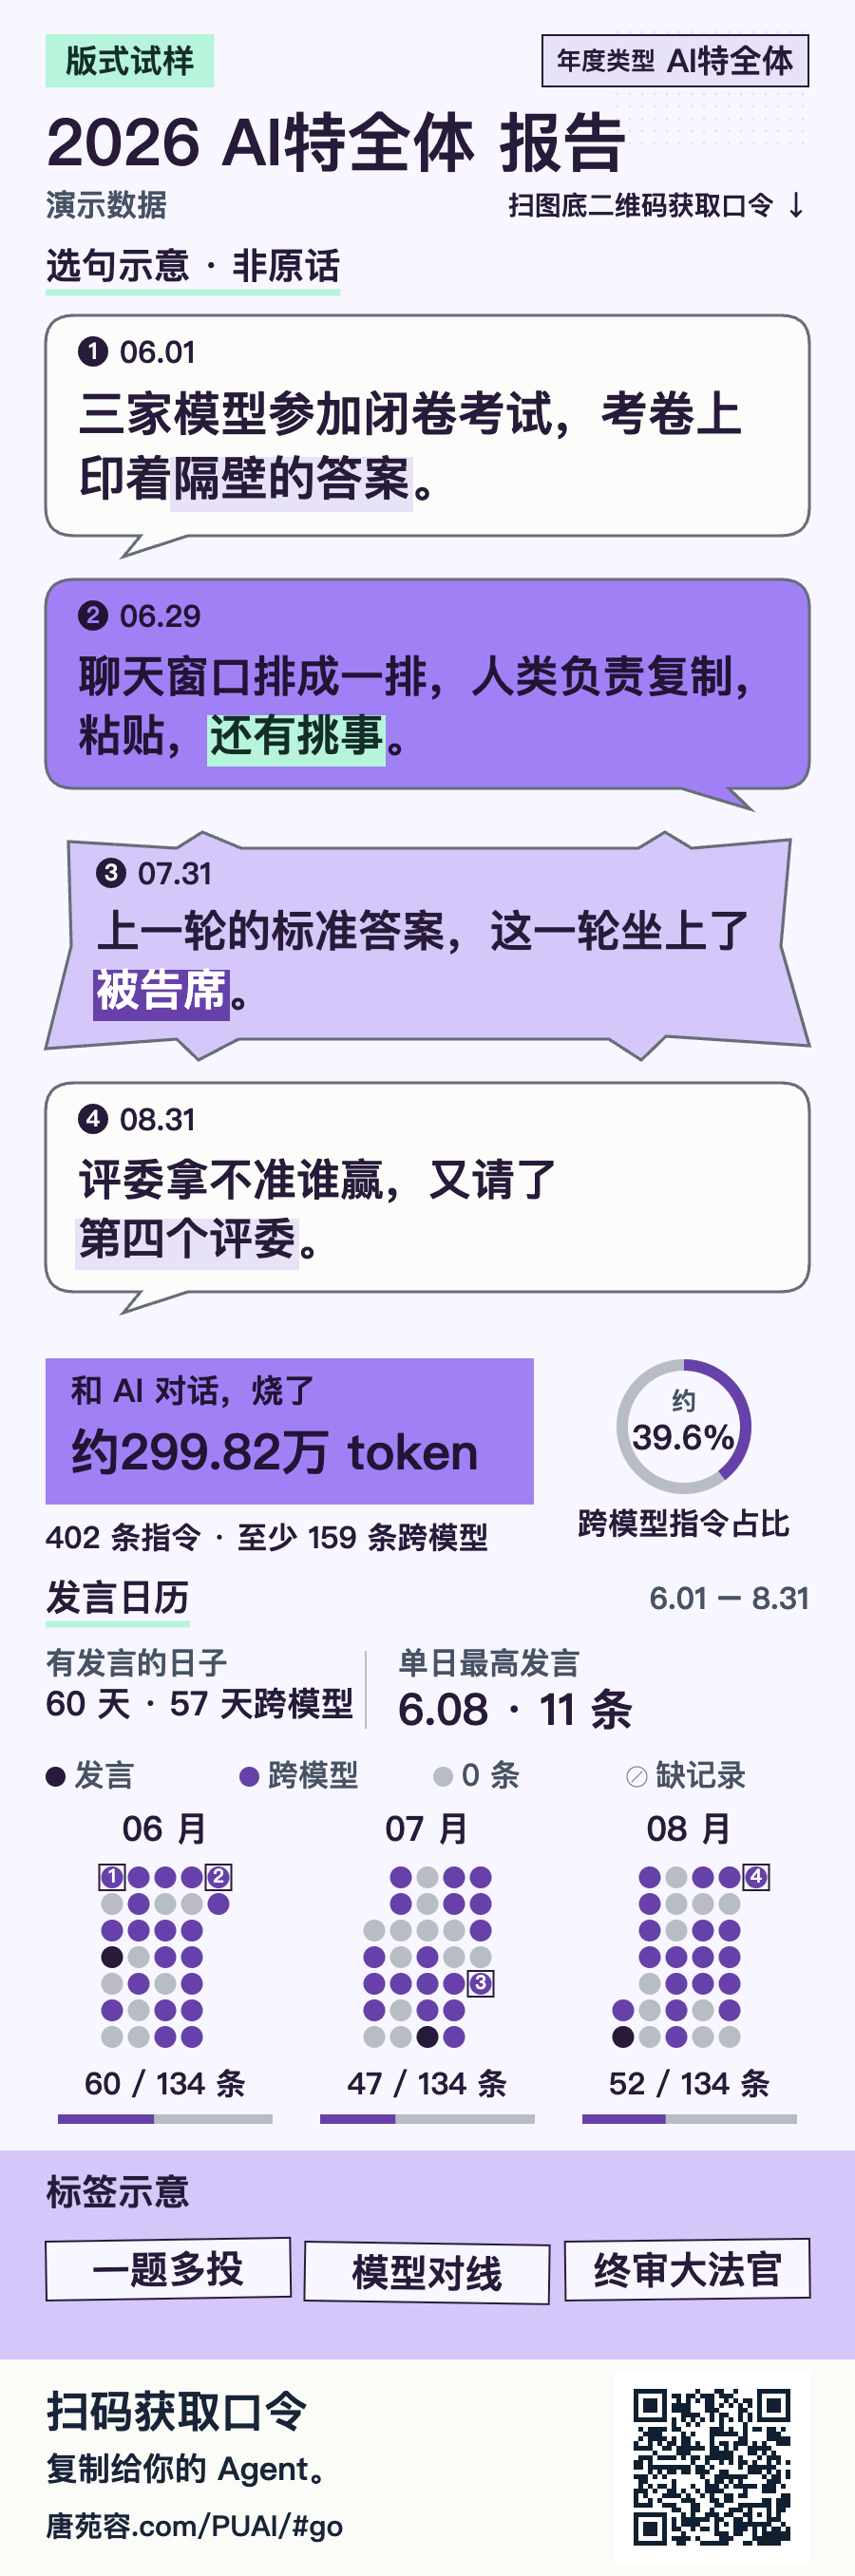 版式试样
年度类型 AI特全体
2026 AI特全体 报告
演示数据
扫图底二维码获取口令 ↓
选句示意 · 非原话
1 06.01
三家模型参加闭卷考试，考卷上
印着隔壁的答案。
2 06.29
聊天窗口排成一排，人类负责复制，
粘贴，还有挑事。
3 07.31
上一轮的标准答案，这一轮坐上了
被告席。
4 08.31
评委拿不准谁赢，又请了
第四个评委。
和 AI 对话，烧了
约299.82万 token
约
39.6%
402 条指令 · 至少 159 条跨模型
跨模型指令占比
发言日历
6.01 — 8.31
有发言的日子
60 天 · 57 天跨模型
单日最高发言
6.08 · 11 条
发言 跨模型 0 条 缺记录
06 月 07 月 08 月
1 2 4
3
60 / 134 条 47 / 134 条 52 / 134 条
标签示意
一题多投 模型对线 终审大法官
扫码获取口令
复制给你的 Agent。
唐苑容.com/PUAI/#go